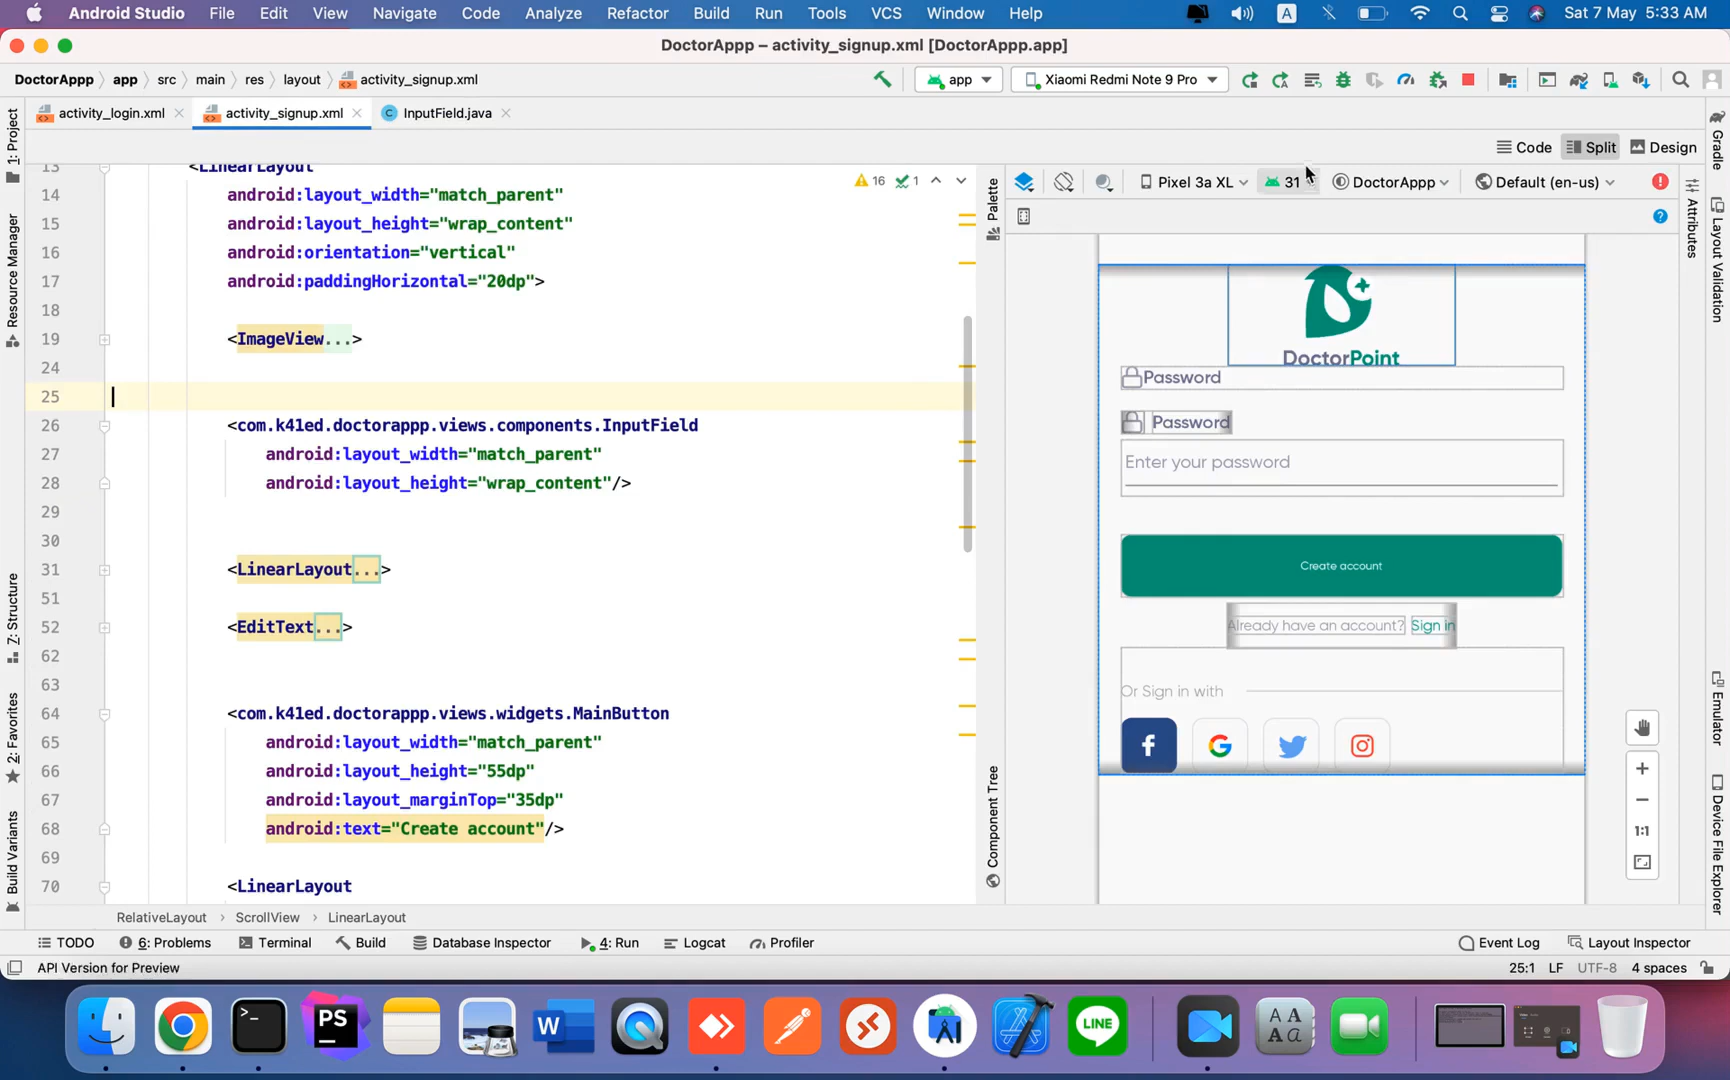 Android Studio File Edit View Navigate Code Analyze Refactor Build Run Tools VCS Window Help A Sat 7 May 5:33 AM
DoctorAppp – activity_signup.xml [DoctorAppp.app]
DoctorAppp app src main res layout activity_signup.xml app Xiaomi Redmi Note 9 Pro
activity_login.xml activity_signup.xml InputField.java
Code Split Design
16 1 Pixel 3a XL 31 DoctorAppp Default (en-us)
13 <LinearLayout
14 android:layout_width="match_parent"
15 android:layout_height="wrap_content"
16 android:orientation="vertical"
17 android:paddingHorizontal="20dp">
18
19 <ImageView...>
24
25
26 <com.k41ed.doctorappp.views.components.InputField
27 android:layout_width="match_parent"
28 android:layout_height="wrap_content"/>
29
30
31 <LinearLayout...>
51
52 <EditText...>
62
63
64 <com.k41ed.doctorappp.views.widgets.MainButton
65 android:layout_width="match_parent"
66 android:layout_height="55dp"
67 android:layout_marginTop="35dp"
68 android:text="Create account"/>
69
70 <LinearLayout
DoctorPoint
Password
Password
Enter your password
Create account
Already have an account? Sign in
Or Sign in with
1:1
1: Project
Resource Manager
7: Structure
2: Favorites
Build Variants
Palette
Component Tree
Attributes
Gradle
Layout Validation
Emulator
Device File Explorer
RelativeLayout › ScrollView › LinearLayout
TODO 6: Problems Terminal Build Database Inspector 4: Run Logcat Profiler Event Log Layout Inspector
API Version for Preview 25:1 LF UTF-8 4 spaces
>_ PS W LINE A A A a